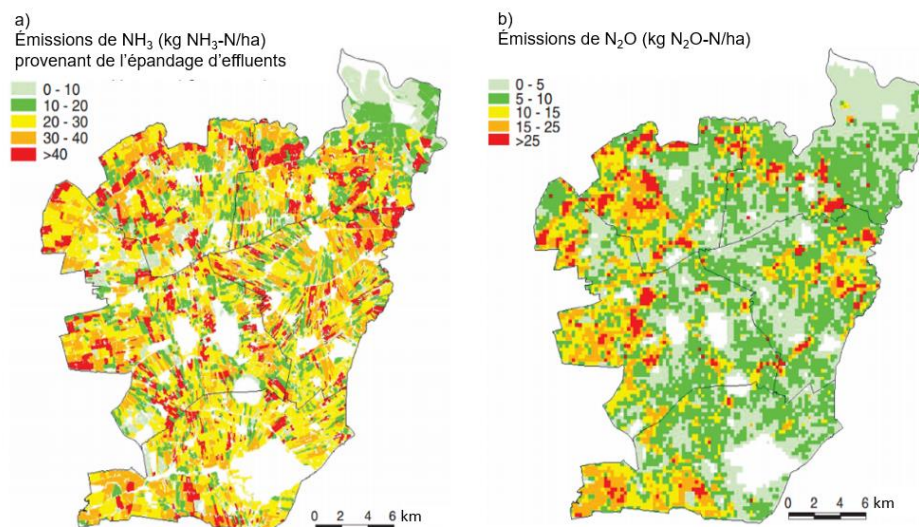 a)
Émissions de NH₃ (kg NH₃-N/ha)
provenant de l’épandage d’effluents
0 - 10
10 - 20
20 - 30
30 - 40
>40
0 2 4 6 km
b)
Émissions de N₂O (kg N₂O-N/ha)
0 - 5
5 - 10
10 - 15
15 - 25
>25
0 2 4 6 km